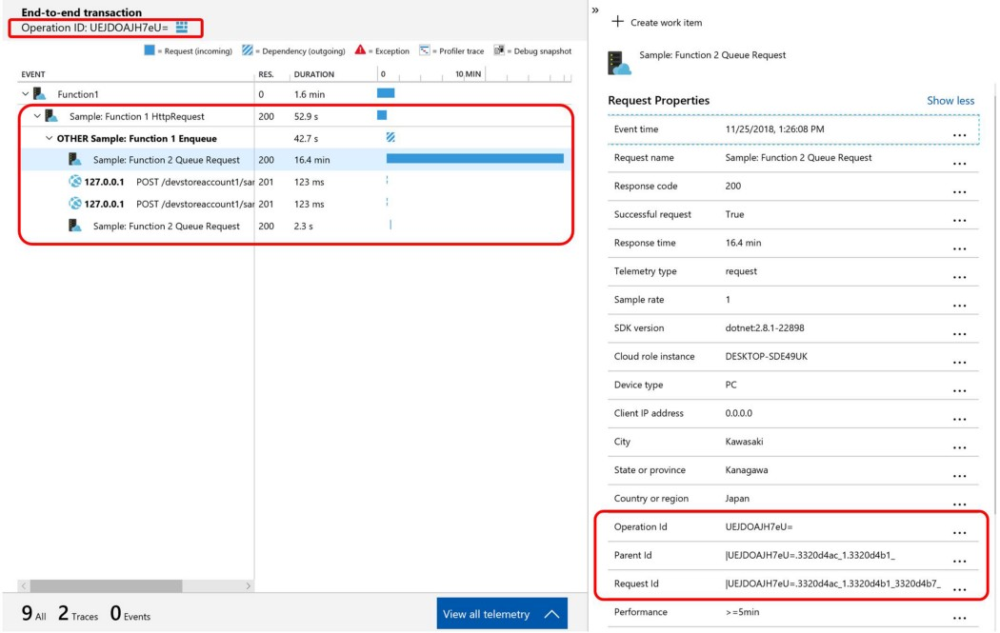 End-to-end transaction
Operation ID: UEJDOAJH7eU=
= Request (incoming) = Dependency (outgoing) = Exception = Profiler trace = Debug snapshot
EVENT RES. DURATION 0 10 MIN
Function1 0 1.6 min
Sample: Function 1 HttpRequest 200 52.9 s
OTHER Sample: Function 1 Enqueue 42.7 s
Sample: Function 2 Queue Request 200 16.4 min
127.0.0.1 POST /devstoreaccount1/sar 201 123 ms
127.0.0.1 POST /devstoreaccount1/sar 201 123 ms
Sample: Function 2 Queue Request 200 2.3 s
9 All 2 Traces 0 Events
View all telemetry
»
+ Create work item
Sample: Function 2 Queue Request
Request Properties Show less
Event time 11/25/2018, 1:26:08 PM ...
Request name Sample: Function 2 Queue Request ...
Response code 200 ...
Successful request True ...
Response time 16.4 min ...
Telemetry type request ...
Sample rate 1 ...
SDK version dotnet:2.8.1-22898 ...
Cloud role instance DESKTOP-SDE49UK ...
Device type PC ...
Client IP address 0.0.0.0 ...
City Kawasaki ...
State or province Kanagawa ...
Country or region Japan ...
Operation Id UEJDOAJH7eU= ...
Parent Id |UEJDOAJH7eU=.3320d4ac_1.3320d4b1_ ...
Request Id |UEJDOAJH7eU=.3320d4ac_1.3320d4b1_3320d4b7_ ...
Performance >=5min ...